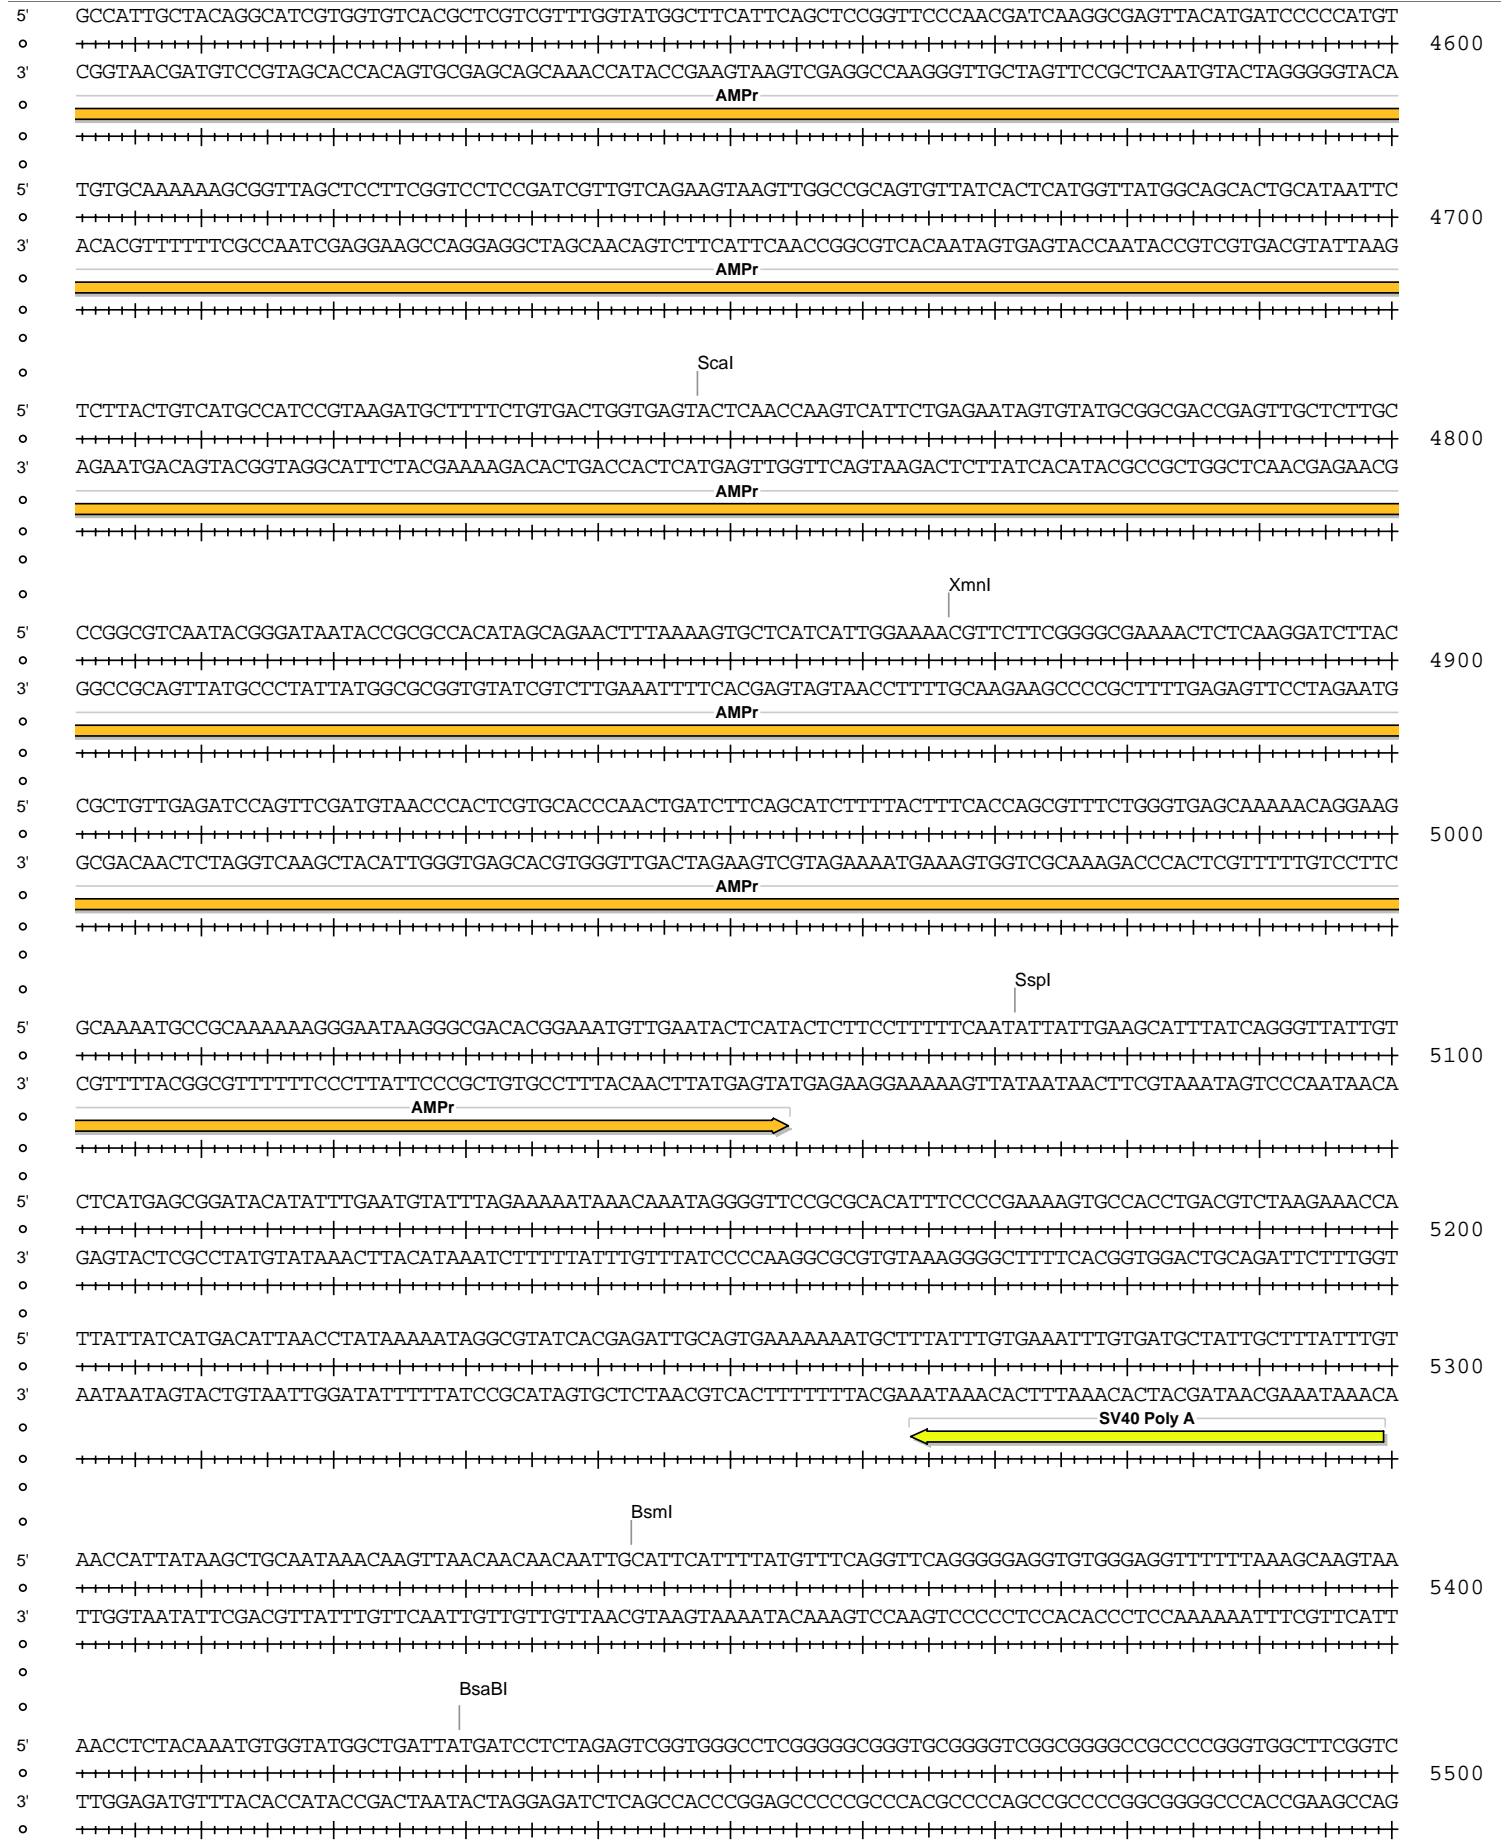 5' GCCATTGCTACAGGCATCGTGGTGTCACGCTCGTCGTTTGGTATGGCTTCATTCAGCTCCGGTTCCCAACGATCAAGGCGAGTTACATGATCCCCCATGT
4600
3' CGGTAACGATGTCCGTAGCACCACAGTGCGAGCAGCAAACCATACCGAAGTAAGTCGAGGCCAAGGGTTGCTAGTTCCGCTCAATGTACTAGGGGGTACA
AMPr
5' TGTGCAAAAAAGCGGTTAGCTCCTTCGGTCCTCCGATCGTTGTCAGAAGTAAGTTGGCCGCAGTGTTATCACTCATGGTTATGGCAGCACTGCATAATTC
4700
3' ACACGTTTTTTCGCCAATCGAGGAAGCCAGGAGGCTAGCAACAGTCTTCATTCAACCGGCGTCACAATAGTGAGTACCAATACCGTCGTGACGTATTAAG
AMPr
ScaI
5' TCTTACTGTCATGCCATCCGTAAGATGCTTTTCTGTGACTGGTGAGTACTCAACCAAGTCATTCTGAGAATAGTGTATGCGGCGACCGAGTTGCTCTTGC
4800
3' AGAATGACAGTACGGTAGGCATTCTACGAAAAGACACTGACCACTCATGAGTTGGTTCAGTAAGACTCTTATCACATACGCCGCTGGCTCAACGAGAACG
AMPr
XmnI
5' CCGGCGTCAATACGGGATAATACCGCGCCACATAGCAGAACTTTAAAAGTGCTCATCATTGGAAAACGTTCTTCGGGGCGAAAACTCTCAAGGATCTTAC
4900
3' GGCCGCAGTTATGCCCTATTATGGCGCGGTGTATCGTCTTGAAATTTTCACGAGTAGTAACCTTTTGCAAGAAGCCCCGCTTTTGAGAGTTCCTAGAATG
AMPr
5' CGCTGTTGAGATCCAGTTCGATGTAACCCACTCGTGCACCCAACTGATCTTCAGCATCTTTTACTTTCACCAGCGTTTCTGGGTGAGCAAAAACAGGAAG
5000
3' GCGACAACTCTAGGTCAAGCTACATTGGGTGAGCACGTGGGTTGACTAGAAGTCGTAGAAAATGAAAGTGGTCGCAAAGACCCACTCGTTTTTGTCCTTC
AMPr
SspI
5' GCAAAATGCCGCAAAAAAGGGAATAAGGGCGACACGGAAATGTTGAATACTCATACTCTTCCTTTTTCAATATTATTGAAGCATTTATCAGGGTTATTGT
5100
3' CGTTTTACGGCGTTTTTTCCCTTATTCCCGCTGTGCCTTTACAACTTATGAGTATGAGAAGGAAAAAGTTATAATAACTTCGTAAATAGTCCCAATAACA
AMPr
5' CTCATGAGCGGATACATATTTGAATGTATTTAGAAAAATAAACAAATAGGGGTTCCGCGCACATTTCCCCGAAAAGTGCCACCTGACGTCTAAGAAACCA
5200
3' GAGTACTCGCCTATGTATAAACTTACATAAATCTTTTTATTTGTTTATCCCCAAGGCGCGTGTAAAGGGGCTTTTCACGGTGGACTGCAGATTCTTTGGT
5' TTATTATCATGACATTAACCTATAAAAATAGGCGTATCACGAGATTGCAGTGAAAAAAATGCTTTATTTGTGAAATTTGTGATGCTATTGCTTTATTTGT
5300
3' AATAATAGTACTGTAATTGGATATTTTTATCCGCATAGTGCTCTAACGTCACTTTTTTTACGAAATAAACACTTTAAACACTACGATAACGAAATAAACA
SV40 Poly A
BsmI
5' AACCATTATAAGCTGCAATAAACAAGTTAACAACAACAATTGCATTCATTTTATGTTTCAGGTTCAGGGGGAGGTGTGGGAGGTTTTTTAAAGCAAGTAA
5400
3' TTGGTAATATTCGACGTTATTTGTTCAATTGTTGTTGTTAACGTAAGTAAAATACAAAGTCCAAGTCCCCCTCCACACCCTCCAAAAAATTTCGTTCATT
BsaBI
5' AACCTCTACAAATGTGGTATGGCTGATTATGATCCTCTAGAGTCGGTGGGCCTCGGGGGCGGGTGCGGGGTCGGCGGGGCCGCCCCGGGTGGCTTCGGTC
5500
3' TTGGAGATGTTTACACCATACCGACTAATACTAGGAGATCTCAGCCACCCGGAGCCCCCGCCCACGCCCCAGCCGCCCCGGCGGGGCCCACCGAAGCCAG